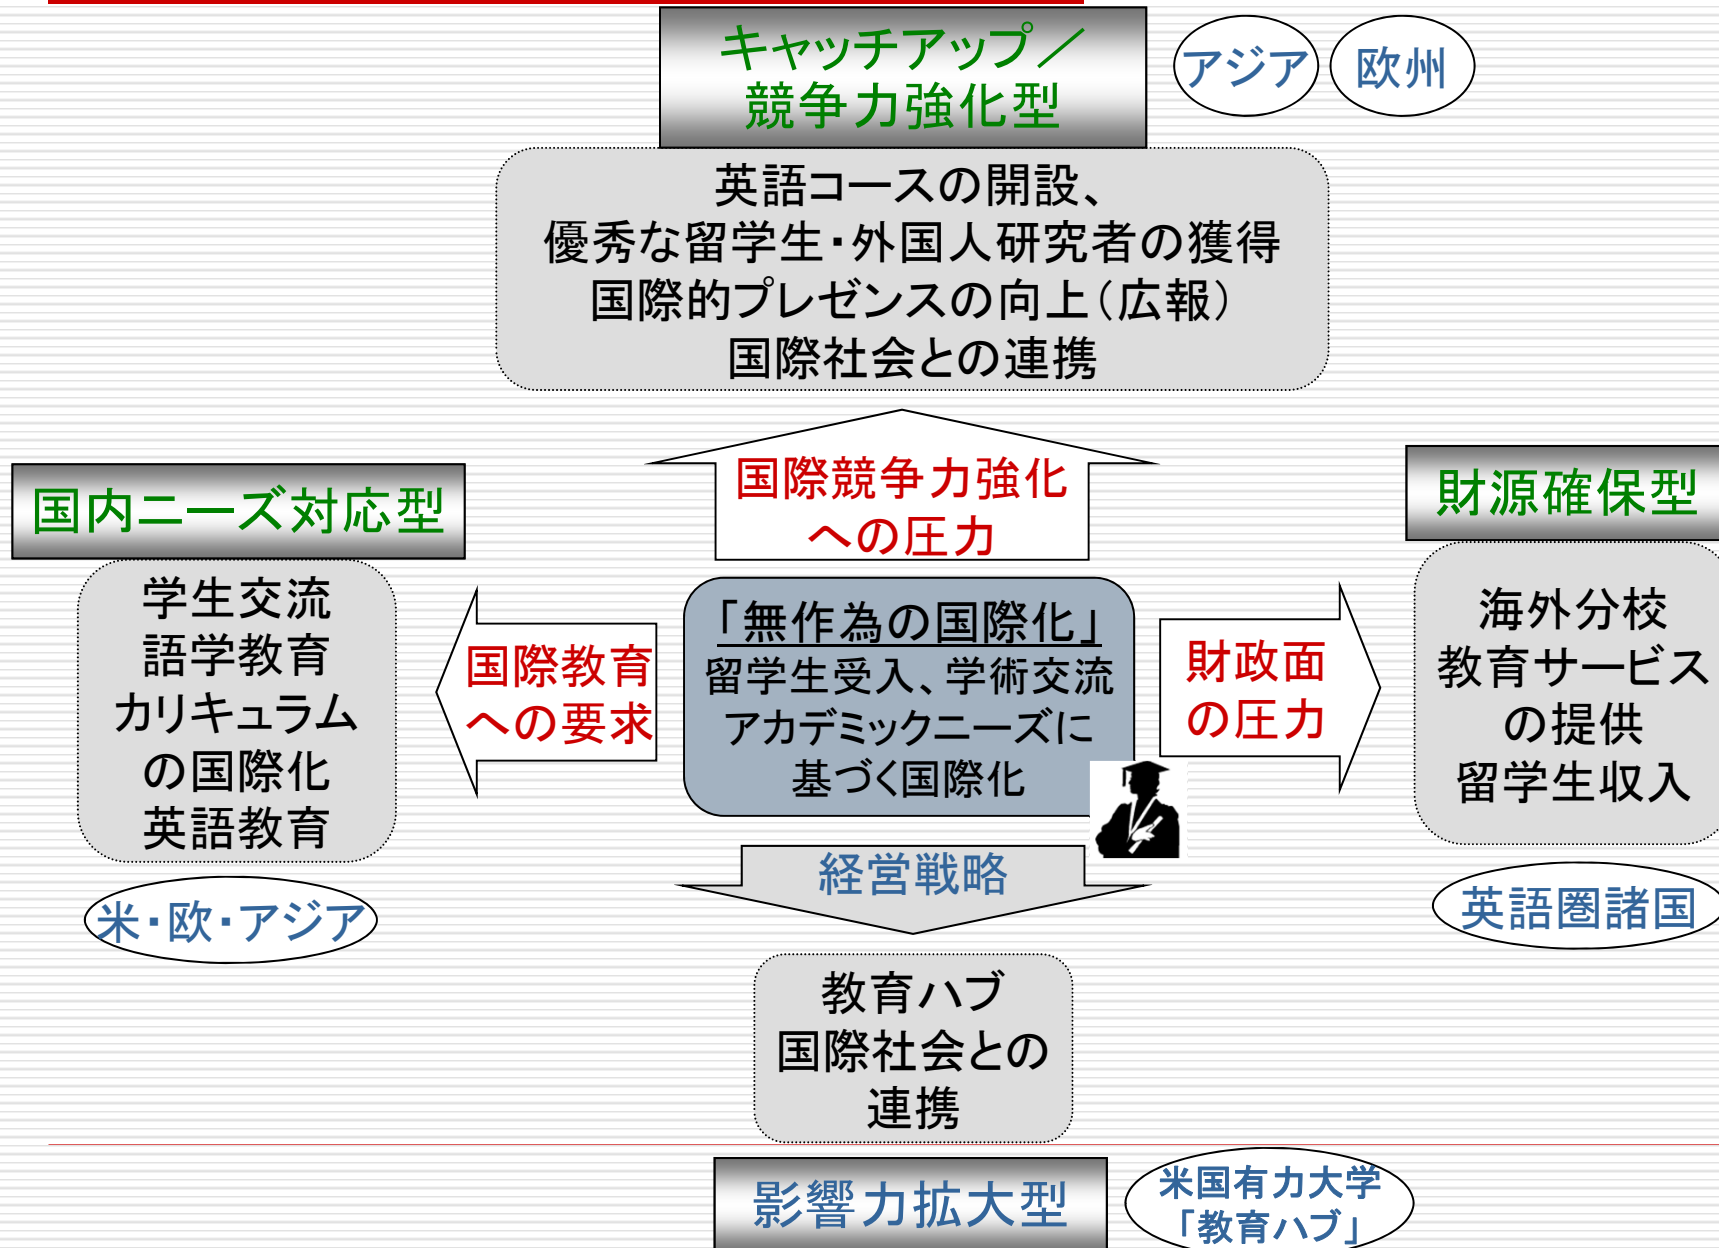 キャッチアップ／
競争力強化型
アジア
欧州
英語コースの開設、
優秀な留学生・外国人研究者の獲得
国際的プレゼンスの向上（広報）
国際社会との連携
国際競争力強化
への圧力
国内ニーズ対応型
学生交流
語学教育
カリキュラム
の国際化
英語教育
米・欧・アジア
国際教育
への要求
「無作為の国際化」
留学生受入、学術交流
アカデミックニーズに
基づく国際化
財政面
の圧力
財源確保型
海外分校
教育サービス
の提供
留学生収入
英語圏諸国
経営戦略
教育ハブ
国際社会との
連携
影響力拡大型
米国有力大学
「教育ハブ」